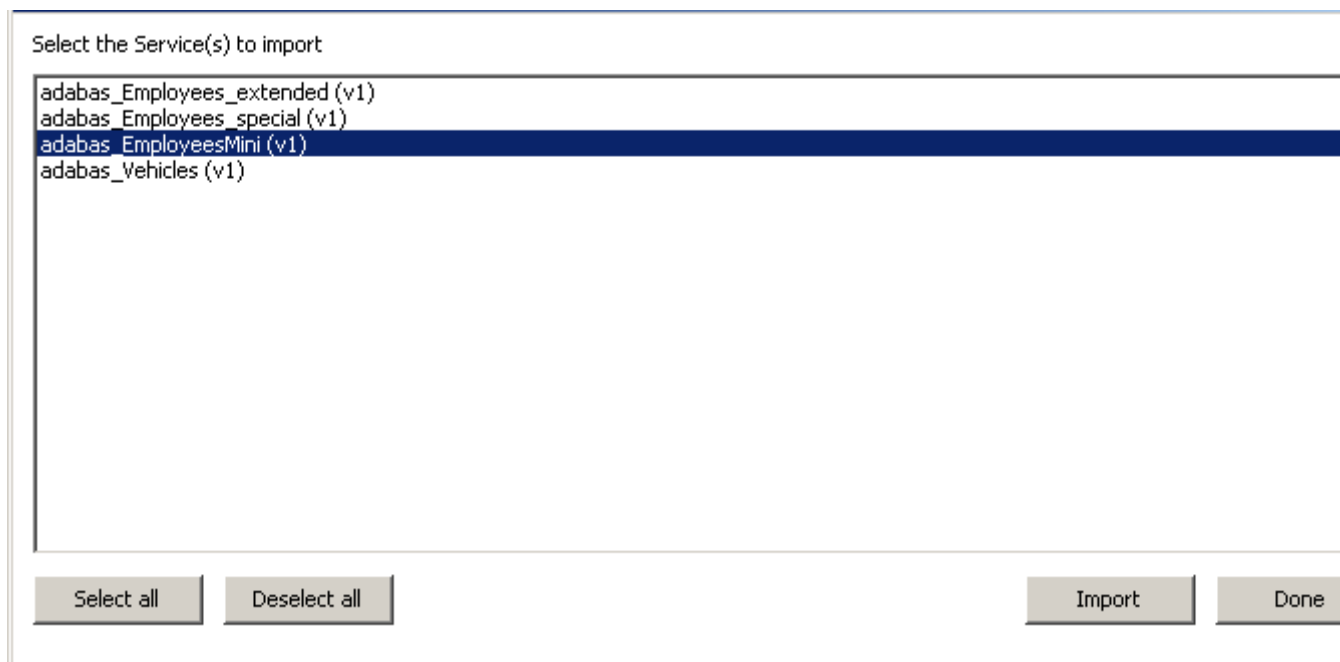 Select the Service(s) to import
adabas_Employees_extended (v1)
adabas_Employees_special (v1)
adabas_EmployeesMini (v1)
adabas_Vehicles (v1)
Select all Deselect all Import Done